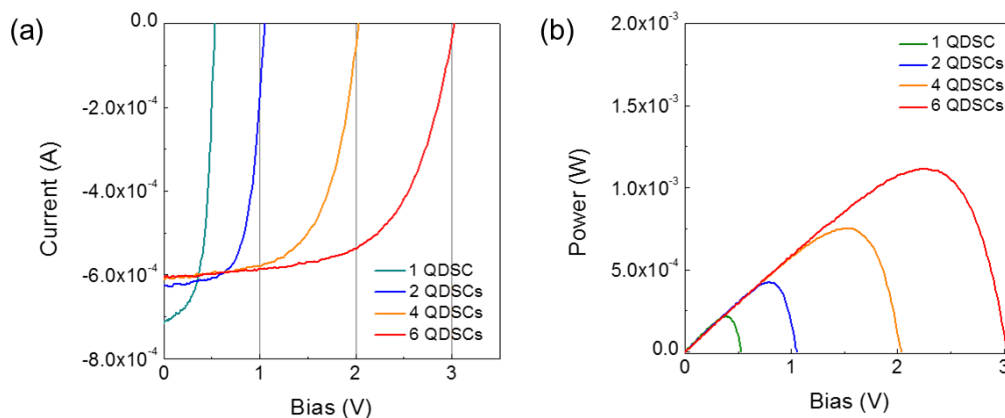 (a)
0.0
-2.0x10⁻⁴
-4.0x10⁻⁴
-6.0x10⁻⁴
-8.0x10⁻⁴
Current (A)
1 QDSC
2 QDSCs
4 QDSCs
6 QDSCs
0 1 2 3
Bias (V)
(b)
2.0x10⁻³
1.5x10⁻³
1.0x10⁻³
5.0x10⁻⁴
0.0
Power (W)
1 QDSC
2 QDSCs
4 QDSCs
6 QDSCs
0 1 2 3
Bias (V)